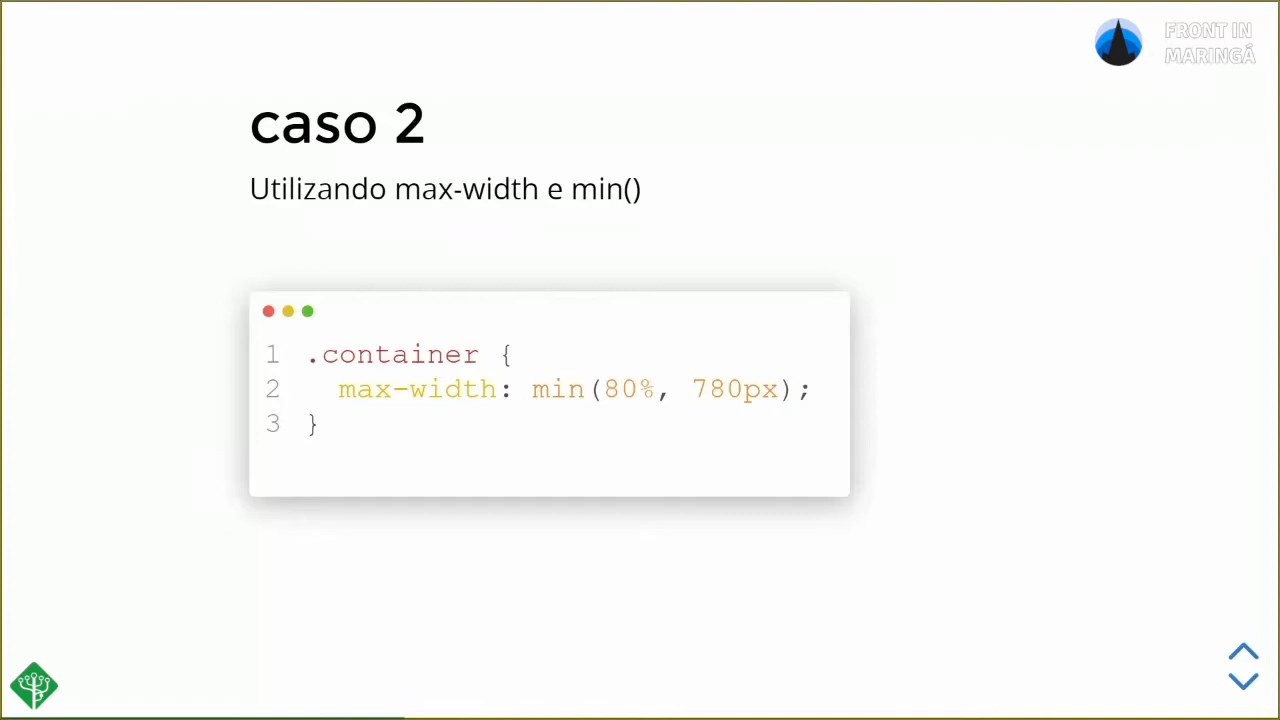 FRONT IN
MARINGÁ
caso 2
Utilizando max-width e min()
1 .container {
2   max-width: min(80%, 780px);
3 }